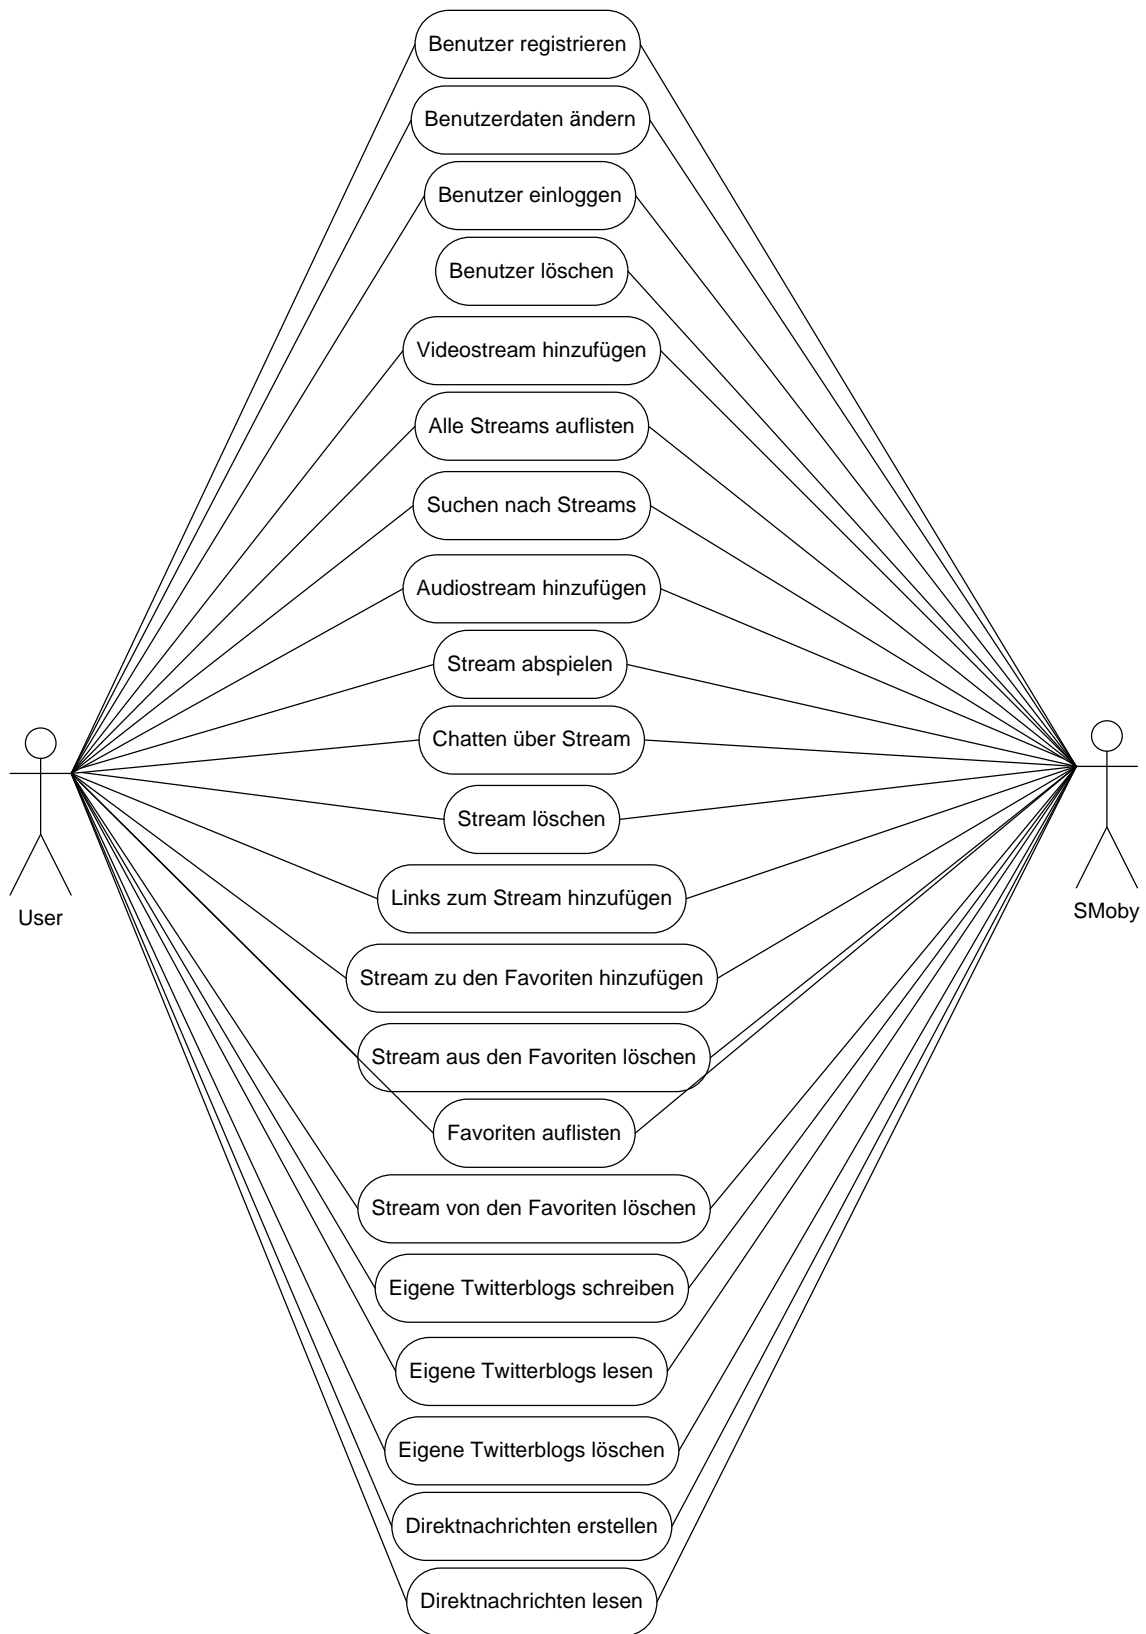 Benutzer registrieren
Benutzerdaten ändern
Benutzer einloggen
Benutzer löschen
Videostream hinzufügen
Alle Streams auflisten
Suchen nach Streams
Audiostream hinzufügen
Stream abspielen
Chatten über Stream
Stream löschen
Links zum Stream hinzufügen
User
SMoby
Stream zu den Favoriten hinzufügen
Stream aus den Favoriten löschen
Favoriten auflisten
Stream von den Favoriten löschen
Eigene Twitterblogs schreiben
Eigene Twitterblogs lesen
Eigene Twitterblogs löschen
Direktnachrichten erstellen
Direktnachrichten lesen